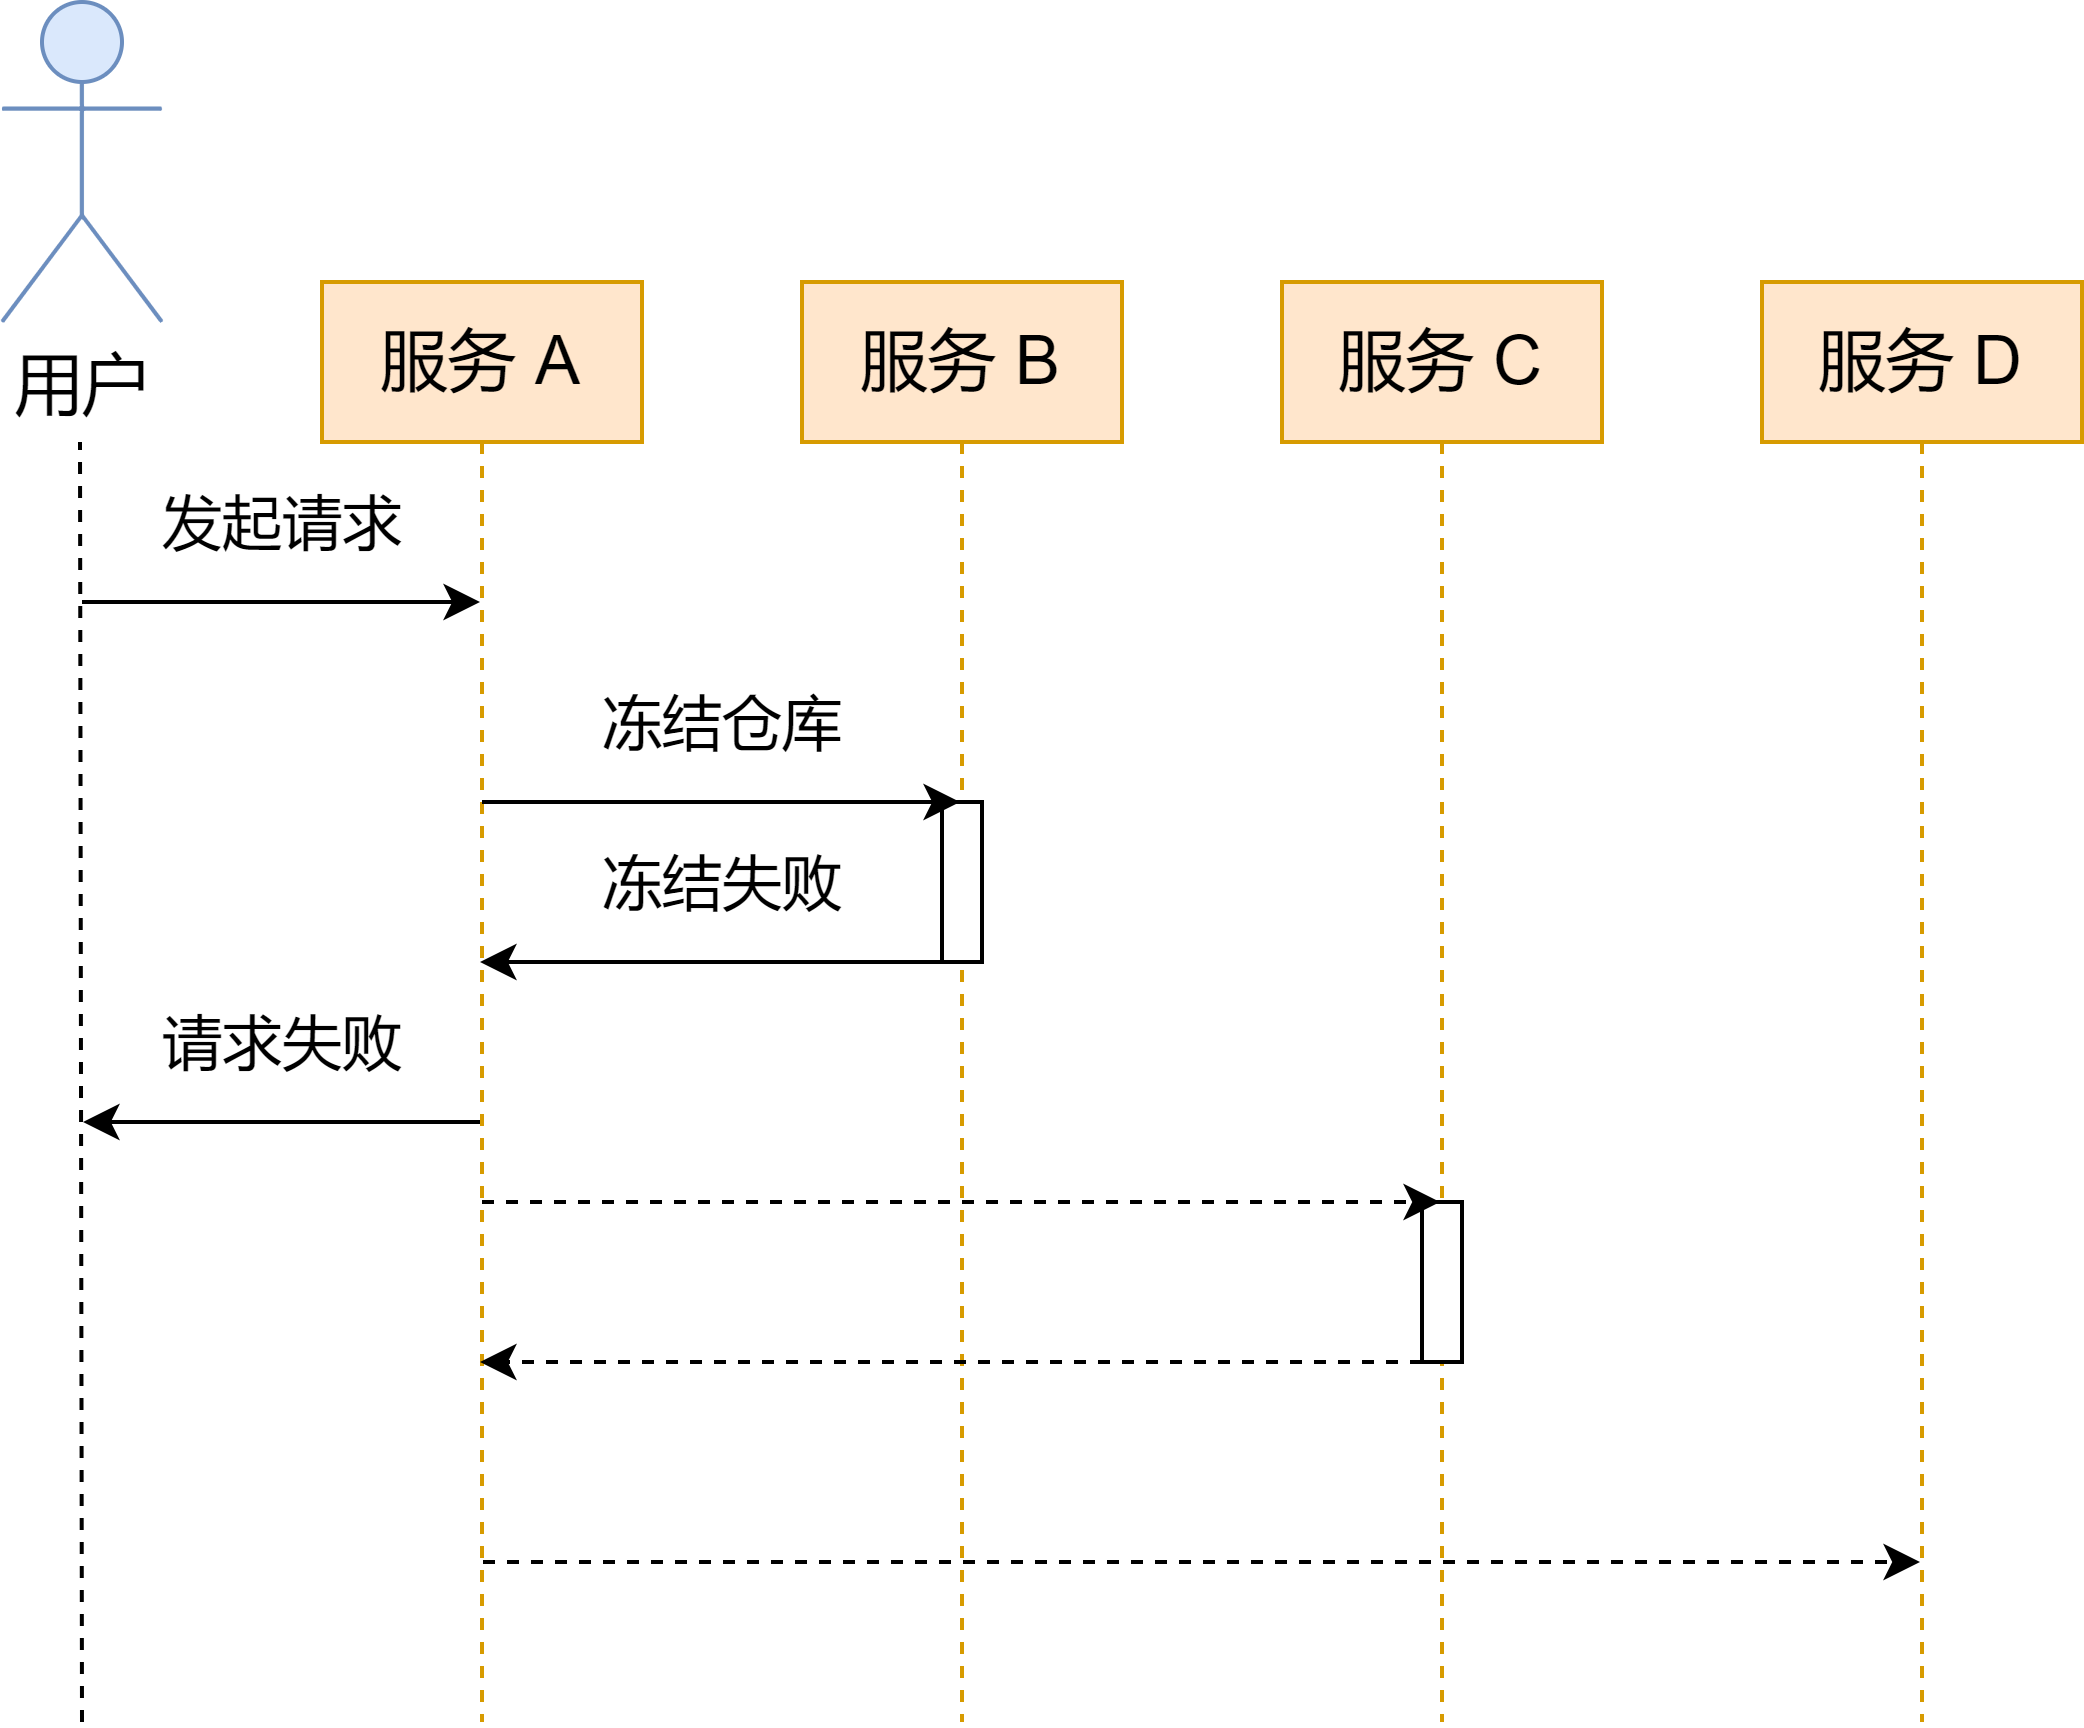 用户
服务 A
服务 B
服务 C
服务 D
发起请求
冻结仓库
冻结失败
请求失败